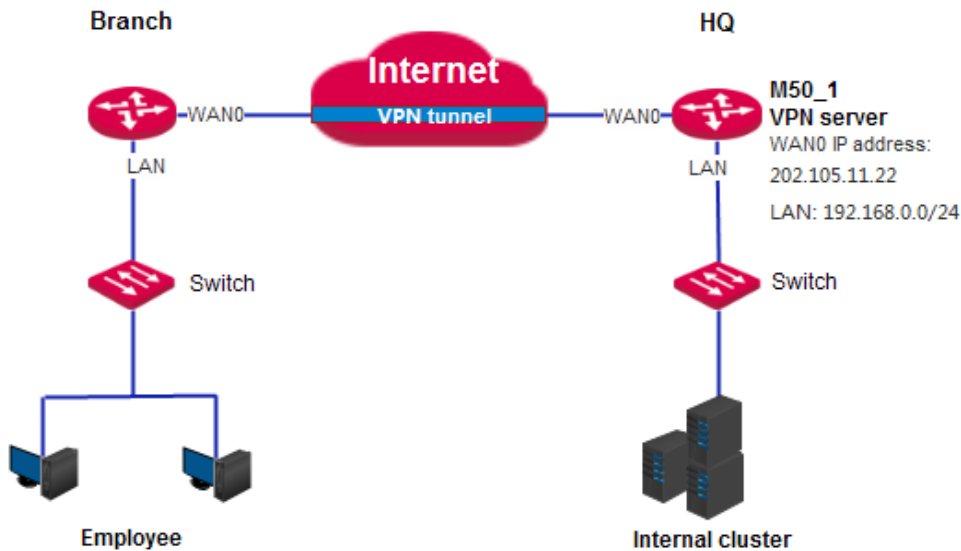 Branch
HQ
Internet
VPN tunnel
WAN0
WAN0
M50_1
VPN server
WAN0 IP address:
202.105.11.22
LAN: 192.168.0.0/24
LAN
LAN
Switch
Switch
Employee
Internal cluster